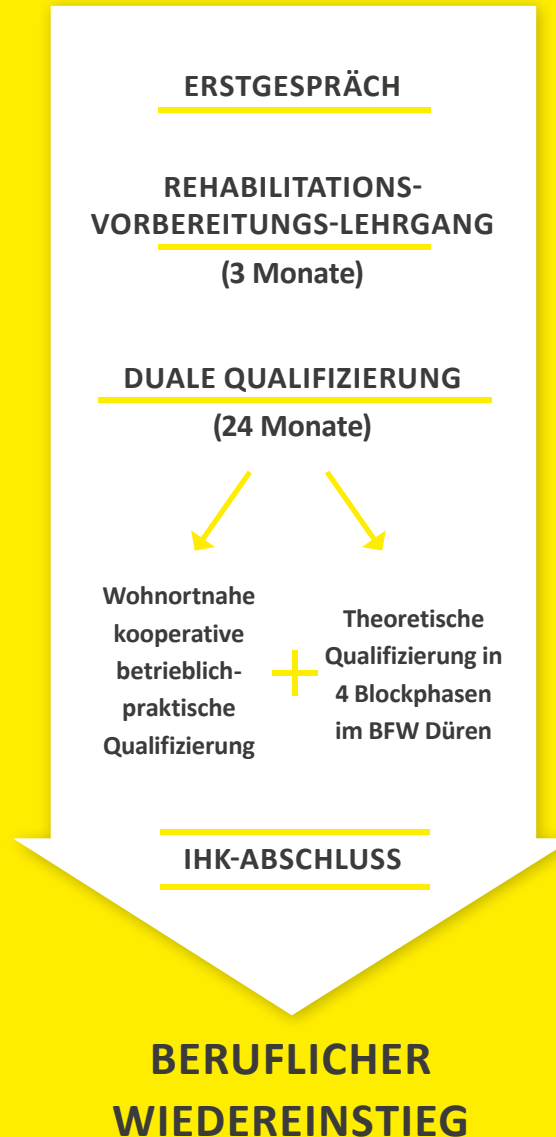 ERSTGESPRÄCH
REHABILITATIONS-
VORBEREITUNGS-LEHRGANG
(3 Monate)
DUALE QUALIFIZIERUNG
(24 Monate)
Wohnortnahe
kooperative
betrieblich-
praktische
Qualifizierung
+
Theoretische
Qualifizierung in
4 Blockphasen
im BFW Düren
IHK-ABSCHLUSS
BERUFLICHER
WIEDEREINSTIEG